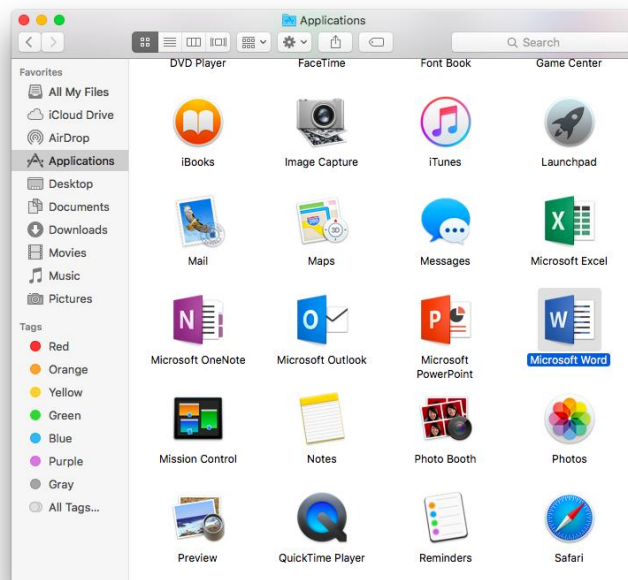 Applications
Search
Favorites
All My Files
iCloud Drive
AirDrop
Applications
Desktop
Documents
Downloads
Movies
Music
Pictures
Tags
Red
Orange
Yellow
Green
Blue
Purple
Gray
All Tags...
DVD Player
FaceTime
Font Book
Game Center
iBooks
Image Capture
iTunes
Launchpad
3D
Mail
Maps
Messages
X
Microsoft Excel
N
O
P
W
Microsoft OneNote
Microsoft Outlook
Microsoft
PowerPoint
Microsoft Word
Mission Control
Notes
Photo Booth
Photos
Preview
QuickTime Player
Reminders
Safari